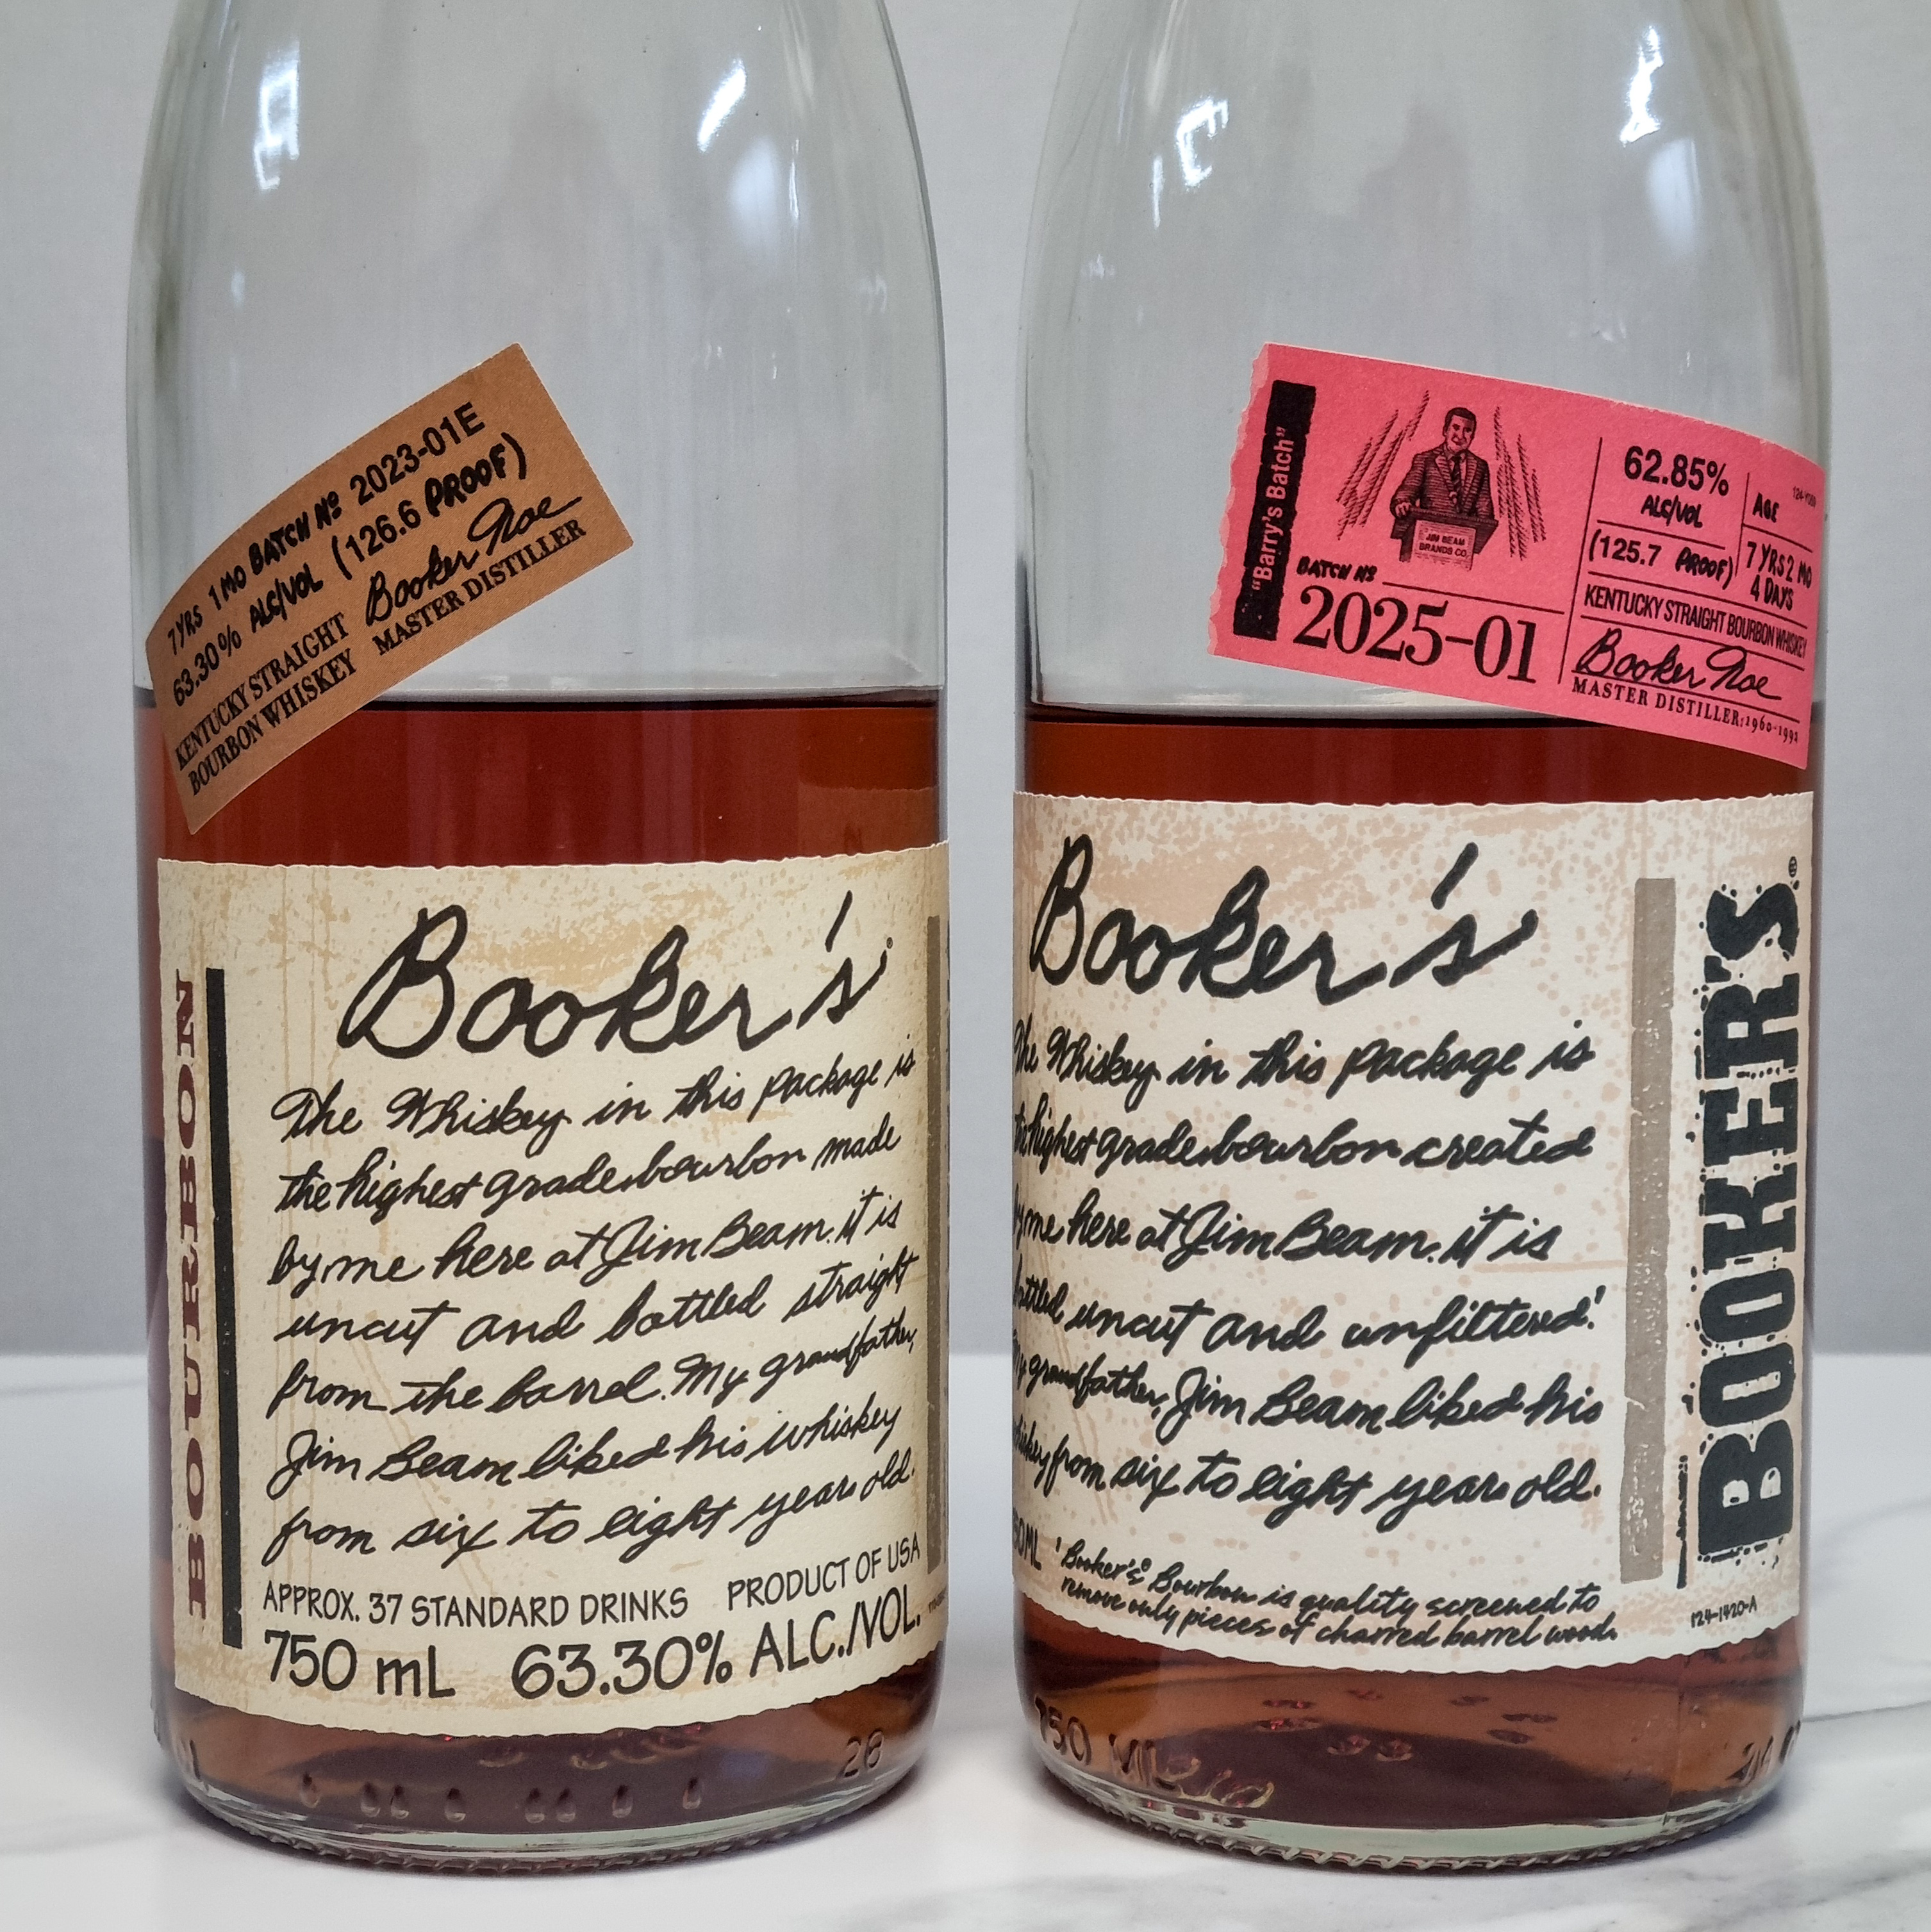 7YRS 1 MO BATCH Nº 2023-01E
63.30% ALC/VOL (126.6 PROOF)
KENTUCKY STRAIGHT
BOURBON WHISKEY
Booker Noe
MASTER DISTILLER
BOURBON
Booker's
The Whiskey in this package is
the highest grade bourbon made
by me here at Jim Beam. it is
uncut and bottled straight
from the barrel. My grandfather,
Jim Beam liked his whiskey
from six to eight years old.
APPROX. 37 STANDARD DRINKS PRODUCT OF USA
750 mL 63.30% ALC./VOL.
28
"Barry's Batch"
JIM BEAM
BRANDS CO.
BATCH Nº
2025-01
62.85%
ALC/VOL
(125.7 PROOF)
AGE
7 YRS 2 MO
4 DAYS
KENTUCKY STRAIGHT BOURBON WHISKEY
Booker Noe
MASTER DISTILLER: 1960-1992
Booker's
The Whiskey in this package is
the highest grade bourbon created
by me here at Jim Beam. it is
bottled, uncut and unfiltered.'
My grandfather, Jim Beam liked his
whiskey from six to eight years old.
50ML
' Booker's® Bourbon is quality screened to
remove only pieces of charred barrel wood.
BOOKER'S®
124-1420-A
750 ML